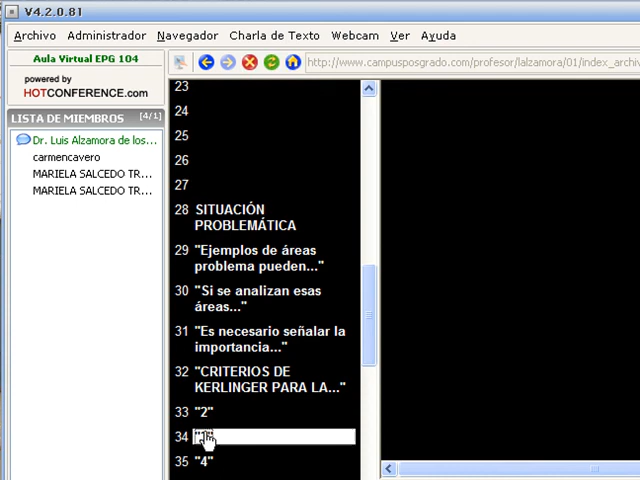 V4.2.0.81
Archivo Administrador Navegador Charla de Texto Webcam Ver Ayuda
Aula Virtual EPG 104
powered by
HOTCONFERENCE.com
LISTA DE MIEMBROS [4/1]
Dr. Luis Alzamora de los...
carmencavero
MARIELA SALCEDO TR...
MARIELA SALCEDO TR...
http://www.campusposgrado.com/profesor/lalzamora/01/index_archi
23
24
25
26
27
28 SITUACIÓN
PROBLEMÁTICA
29 "Ejemplos de áreas
problema pueden..."
30 "Si se analizan esas
áreas..."
31 "Es necesario señalar la
importancia..."
32 "CRITERIOS DE
KERLINGER PARA LA..."
33 "2"
34
35 "4"